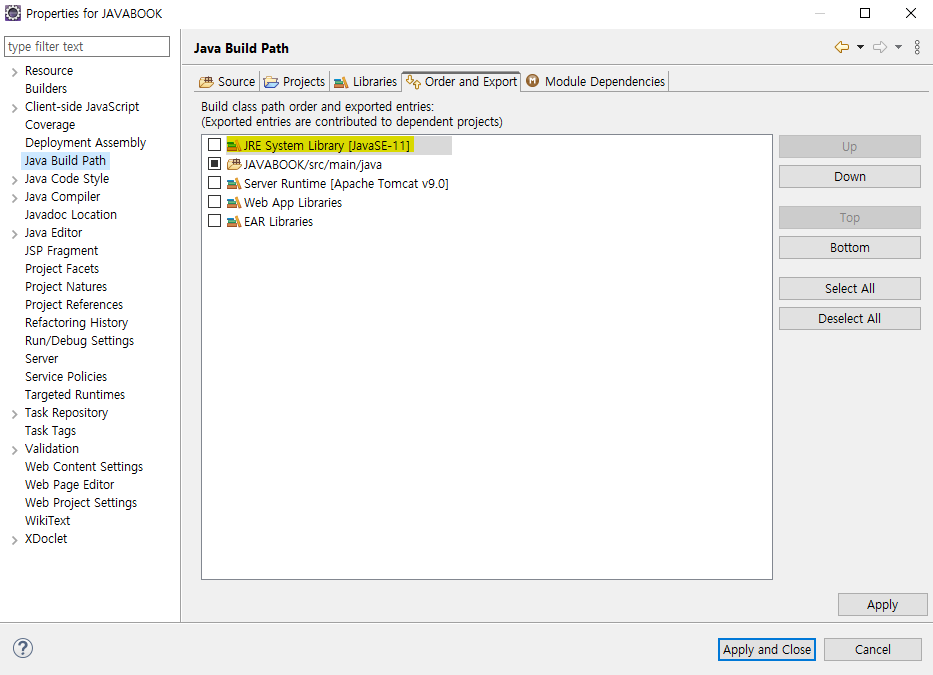 Properties for JAVABOOK
type filter text
Resource
Builders
Client-side JavaScript
Coverage
Deployment Assembly
Java Build Path
Java Code Style
Java Compiler
Javadoc Location
Java Editor
JSP Fragment
Project Facets
Project Natures
Project References
Refactoring History
Run/Debug Settings
Server
Service Policies
Targeted Runtimes
Task Repository
Task Tags
Validation
Web Content Settings
Web Page Editor
Web Project Settings
WikiText
XDoclet
Java Build Path
Source Projects Libraries Order and Export M Module Dependencies
Build class path order and exported entries:
(Exported entries are contributed to dependent projects)
JRE System Library [JavaSE-11]
JAVABOOK/src/main/java
Server Runtime [Apache Tomcat v9.0]
Web App Libraries
EAR Libraries
Up
Down
Top
Bottom
Select All
Deselect All
Apply
?
Apply and Close Cancel